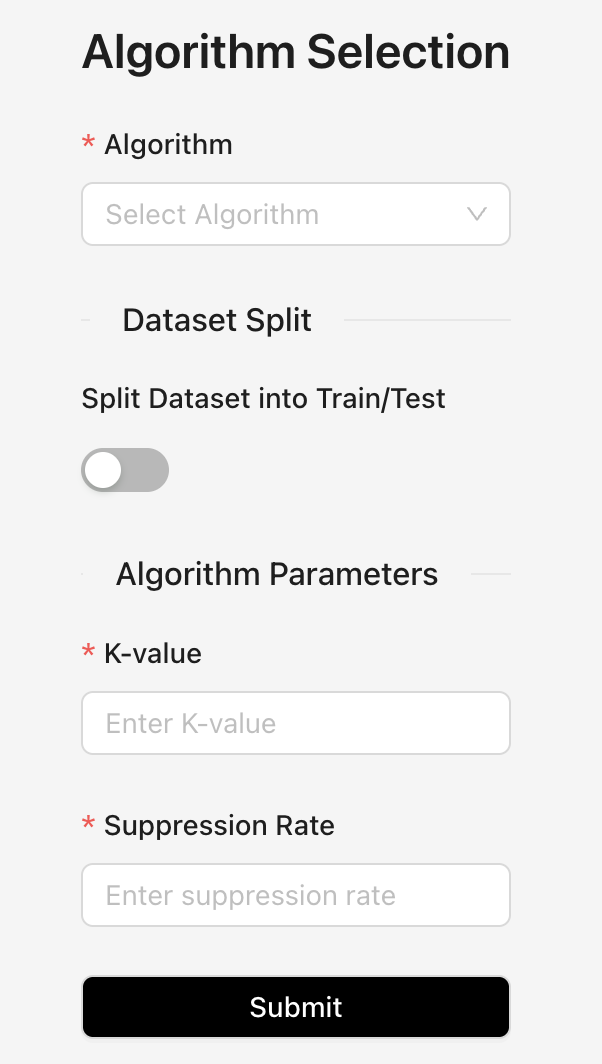 Algorithm Selection
* Algorithm
Select Algorithm
Dataset Split
Split Dataset into Train/Test
Algorithm Parameters
* K-value
Enter K-value
* Suppression Rate
Enter suppression rate
Submit